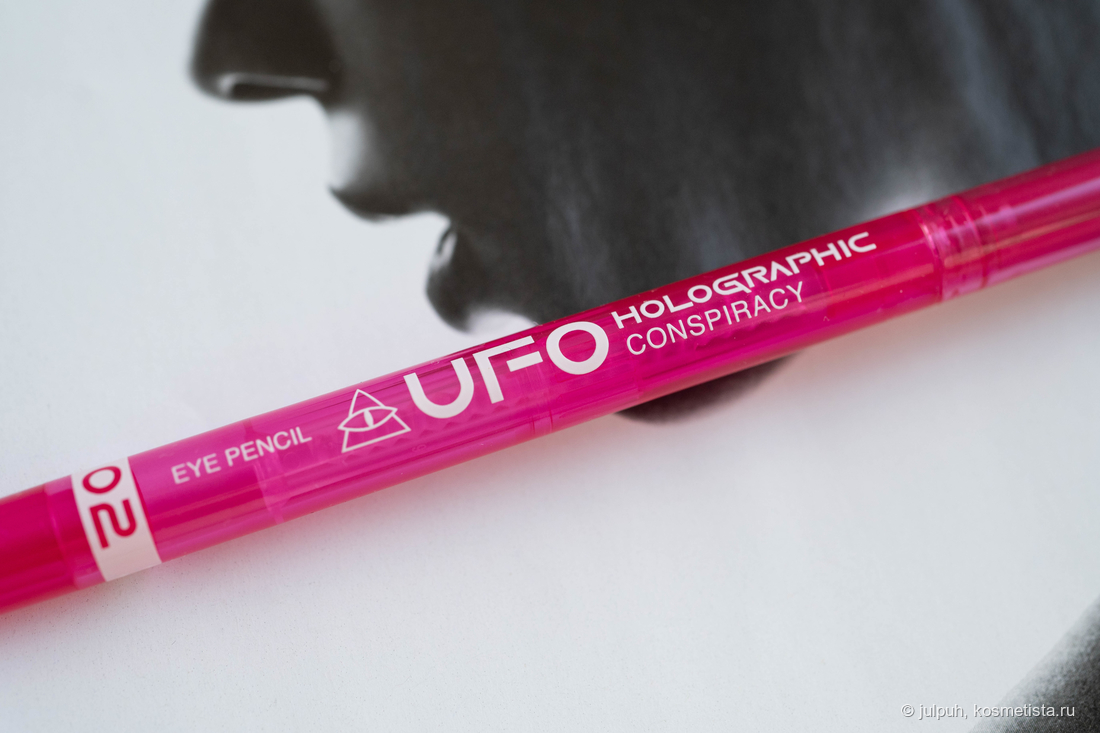 02
EYE PENCIL
UFO
HOLOGRAPHIC
CONSPIRACY
© julpuh, kosmetista.ru